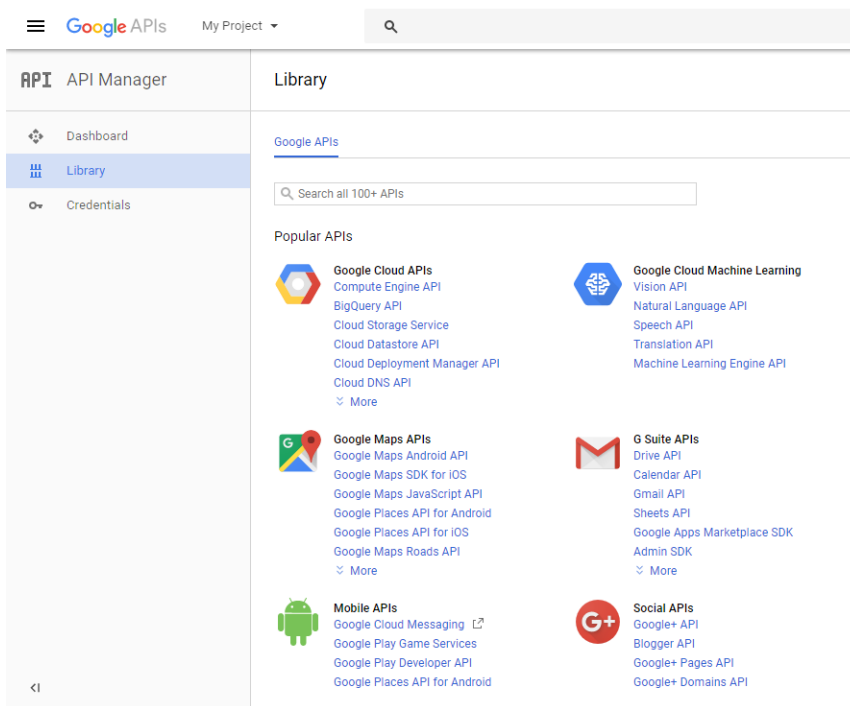 Google APIs
My Project
API API Manager
Library
Dashboard
Library
Credentials
Google APIs
Search all 100+ APIs
Popular APIs
Google Cloud APIs
Compute Engine API
BigQuery API
Cloud Storage Service
Cloud Datastore API
Cloud Deployment Manager API
Cloud DNS API
More
Google Cloud Machine Learning
Vision API
Natural Language API
Speech API
Translation API
Machine Learning Engine API
G
Google Maps APIs
Google Maps Android API
Google Maps SDK for iOS
Google Maps JavaScript API
Google Places API for Android
Google Places API for iOS
Google Maps Roads API
More
G Suite APIs
Drive API
Calendar API
Gmail API
Sheets API
Google Apps Marketplace SDK
Admin SDK
More
Mobile APIs
Google Cloud Messaging
Google Play Game Services
Google Play Developer API
Google Places API for Android
G+
Social APIs
Google+ API
Blogger API
Google+ Pages API
Google+ Domains API